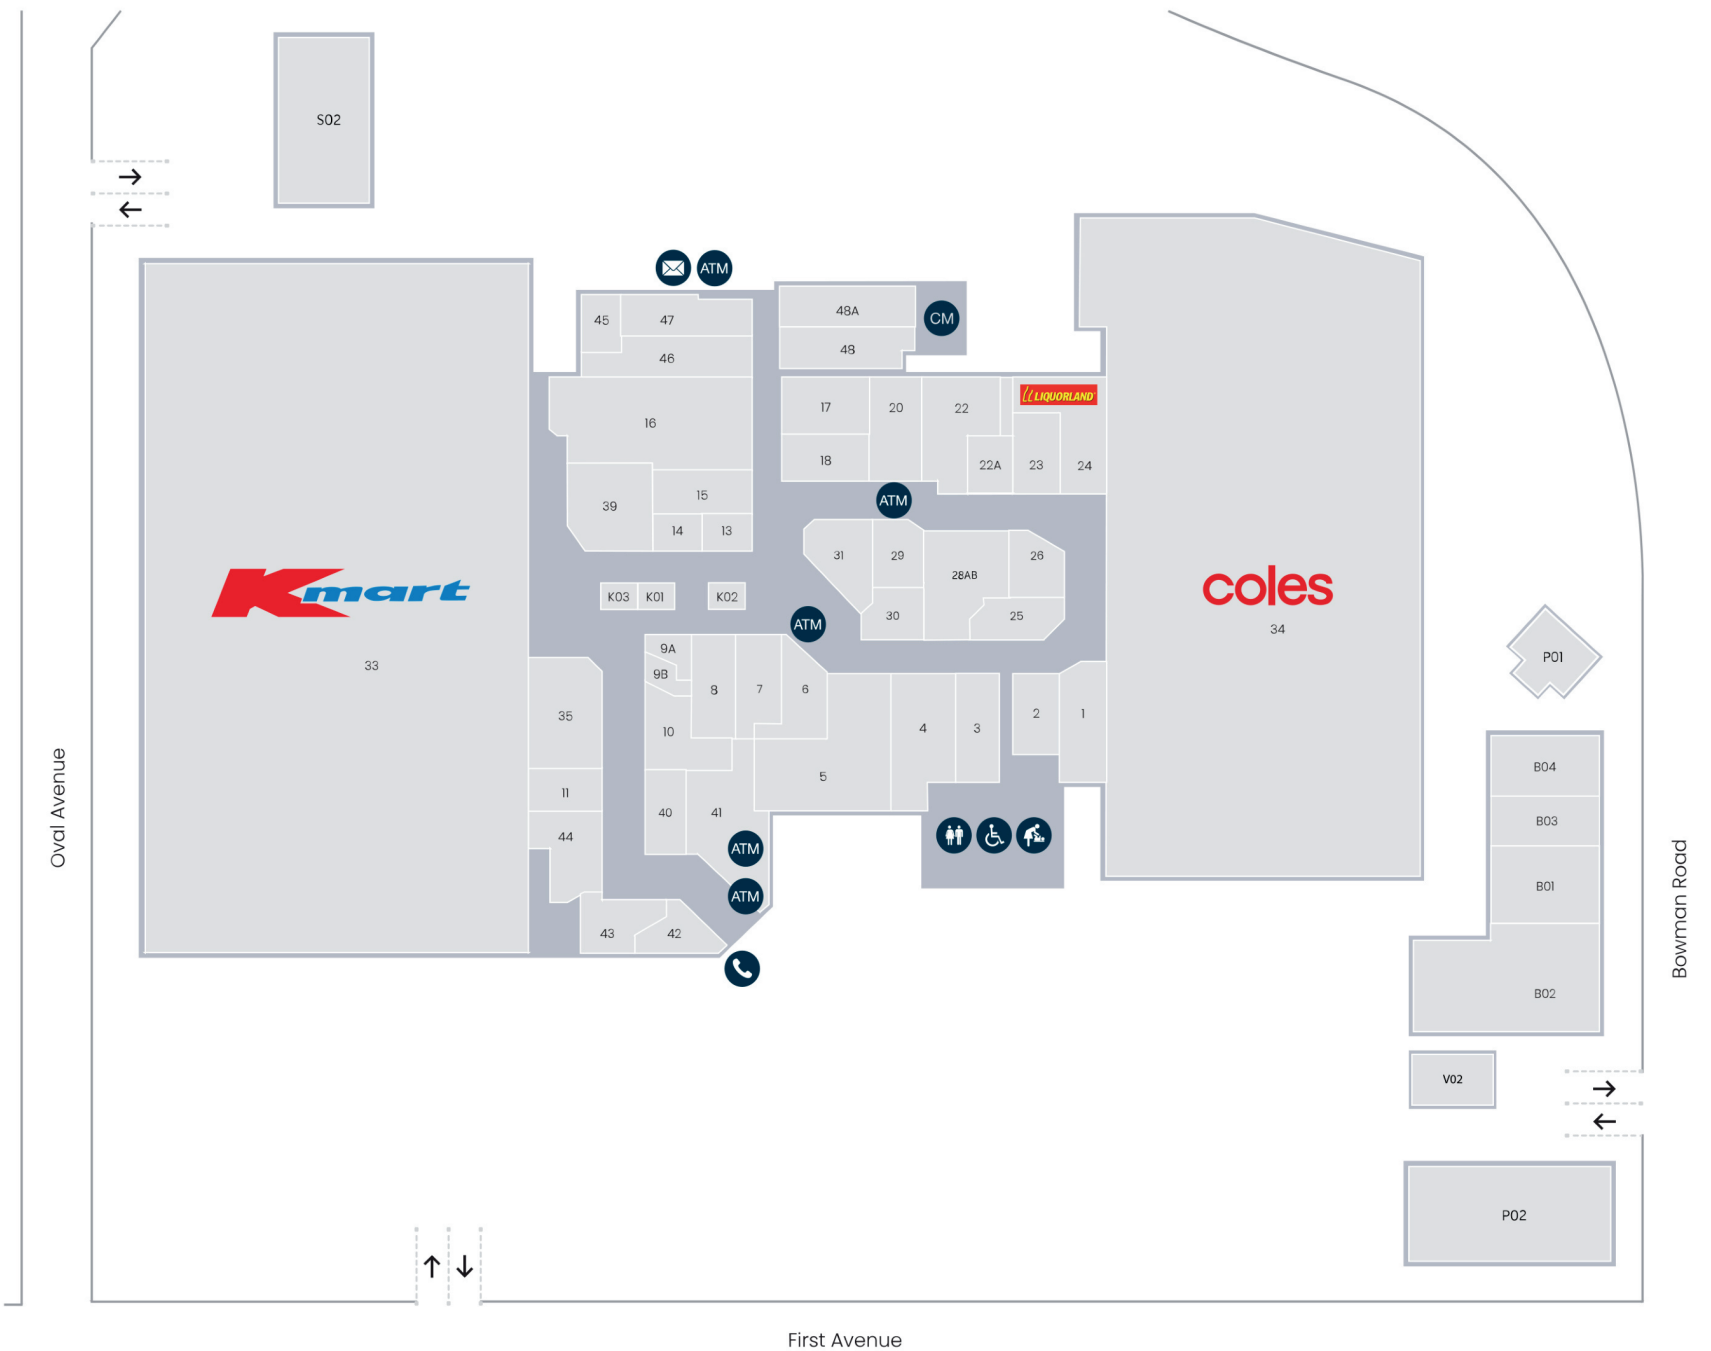 S02
ATM
45
47
48A
CM
46
48
LIQUORLAND
17
20
22
16
18
22A
23
24
39
15
ATM
14
13
31
29
26
28AB
Kmart
K03
K01
K02
30
25
coles
34
ATM
9A
9B
33
8
7
6
P01
35
10
4
3
2
1
5
B04
11
40
41
B03
44
ATM
B01
ATM
43
42
B02
Oval Avenue
Bowman Road
V02
P02
First Avenue